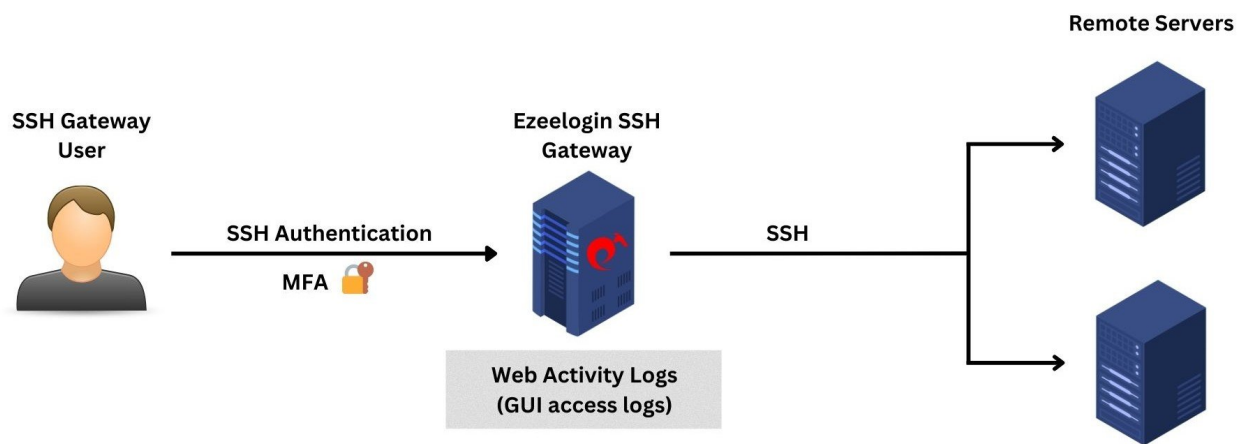 Remote Servers
SSH Gateway
User
Ezeelogin SSH
Gateway
SSH Authentication
MFA
SSH
Web Activity Logs
(GUI access logs)